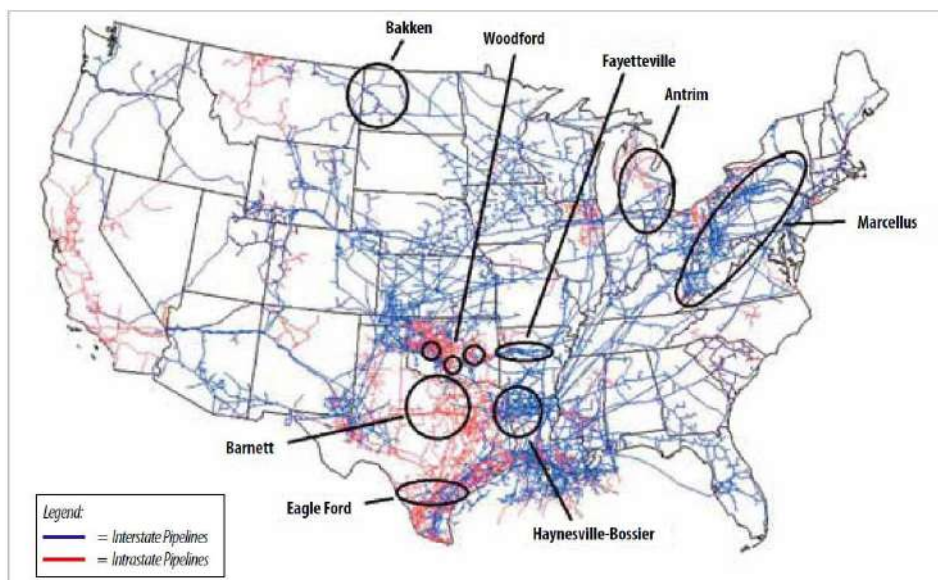 Bakken
Woodford
Fayetteville
Antrim
Marcellus
Barnett
Eagle Ford
Haynesville-Bossier
Legend:
= Interstate Pipelines
= Intrastate Pipelines